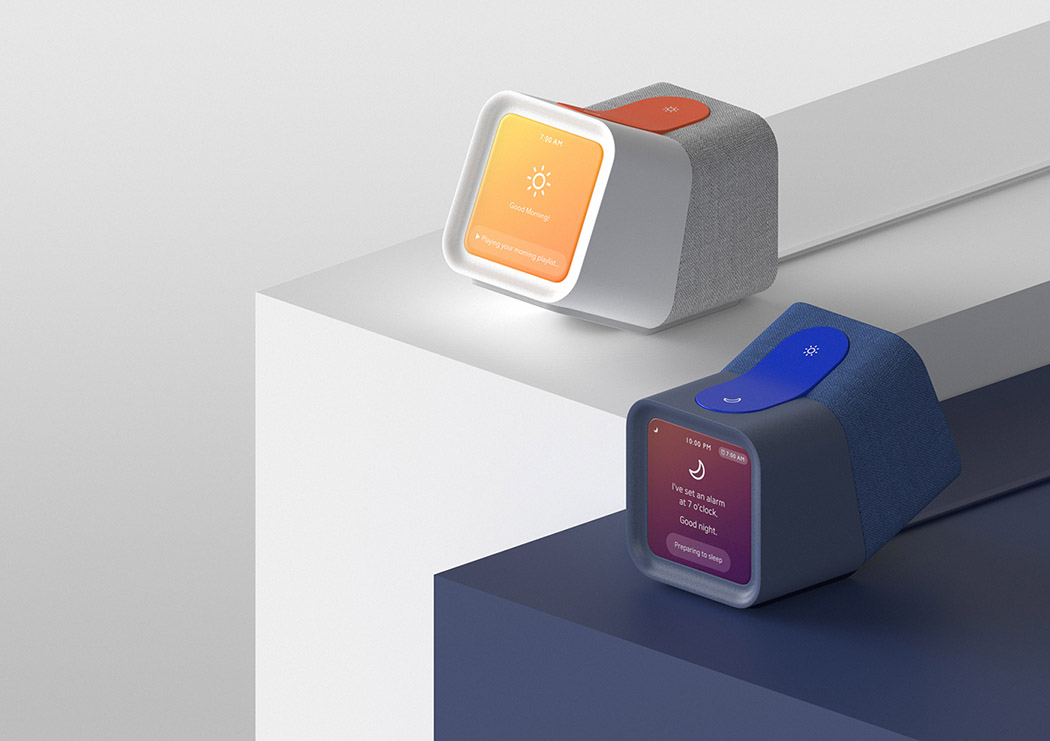 7:00 AM
Good Morning!
Playing your morning playlist...
10:00 PM
7:00 AM
I've set an alarm
at 7 o'clock.
Good night.
Preparing to sleep